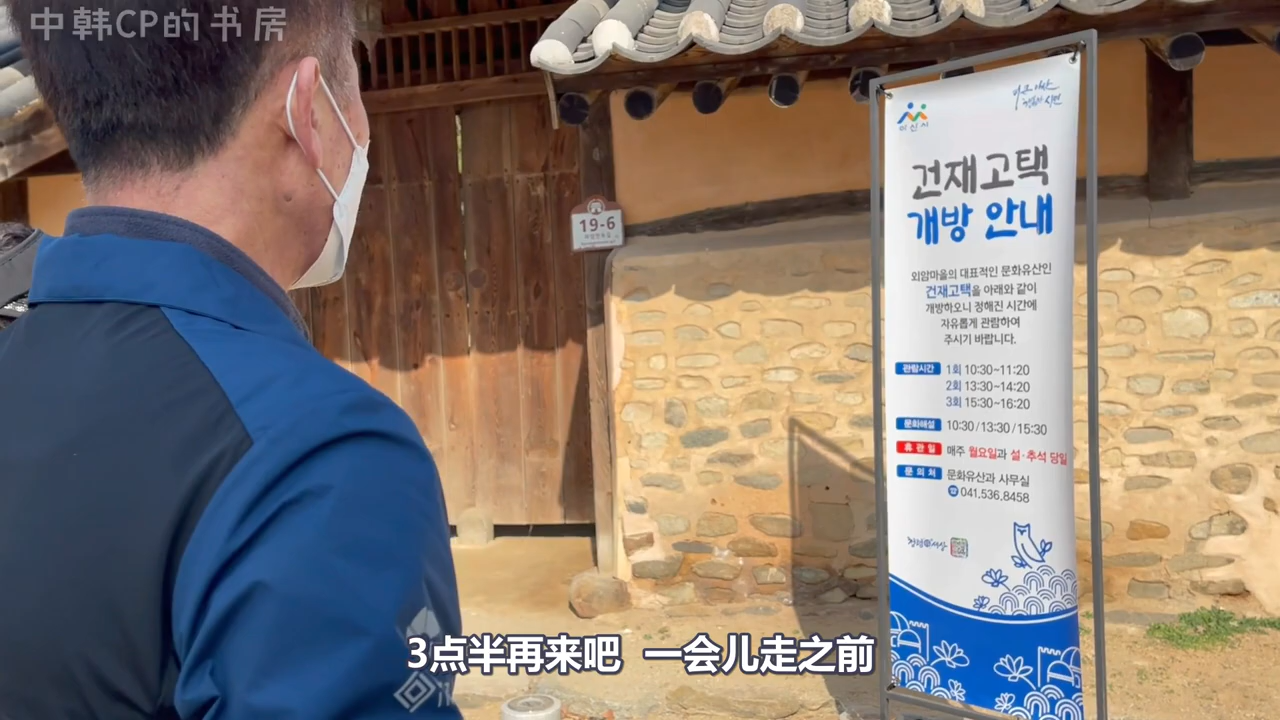 中韩CP的书房
아산시
19-6
건재고택
개방 안내
외암마을의 대표적인 문화유산인
건재고택을 아래와 같이
개방하오니 정해진 시간에
자유롭게 관람하여
주시기 바랍니다.
관람시간 1회 10:30~11:20
2회 13:30~14:20
3회 15:30~16:20
문화해설 10:30 / 13:30 / 15:30
휴관일 매주 월요일과 설·추석 당일
문의처 문화유산과 사무실
☎ 041.536.8458
3点半再来吧 一会儿走之前